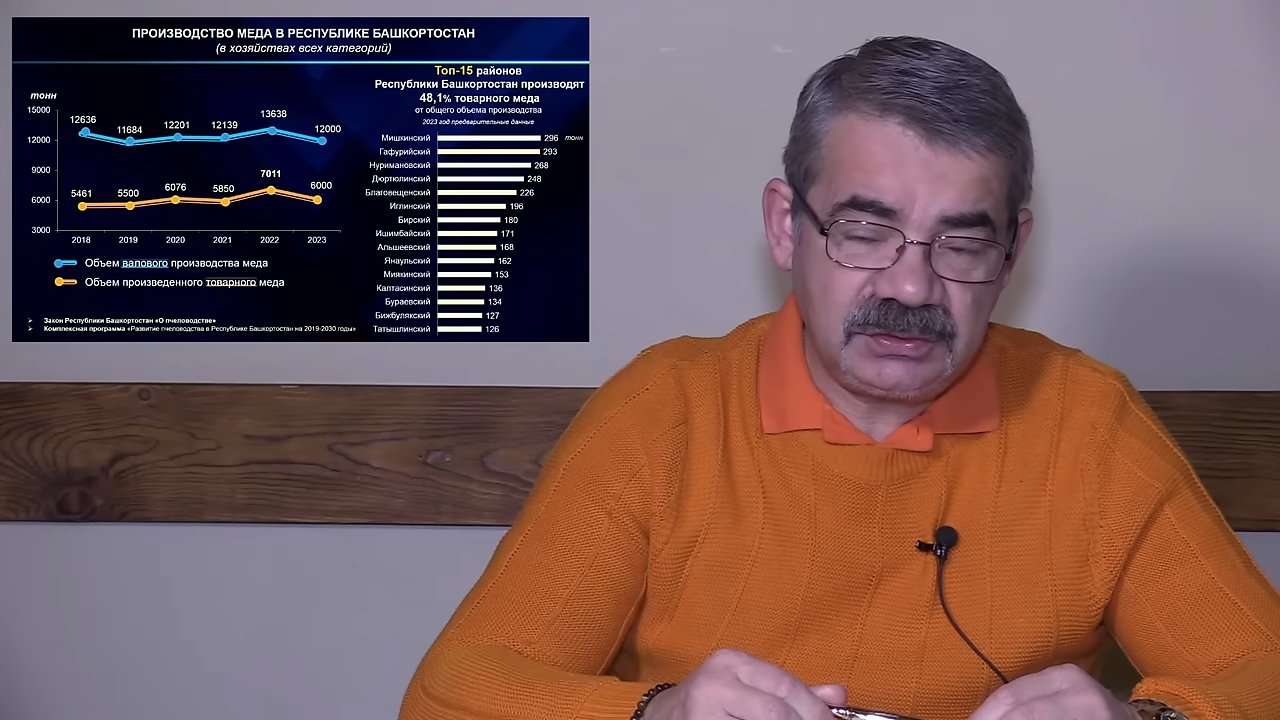 ПРОИЗВОДСТВО МЕДА В РЕСПУБЛИКЕ БАШКОРТОСТАН
(в хозяйствах всех категорий)
тонн
15000
12000
9000
6000
3000
12636
11684
12201
12139
13638
12000
5461
5500
6076
5850
7011
6000
2018 2019 2020 2021 2022 2023
Объем валового производства меда
Объем произведенного товарного меда
Закон Республики Башкортостан «О пчеловодстве»
Комплексная программа «Развитие пчеловодства в Республике Башкортостан на 2019-2030 годы»
Топ-15 районов
Республики Башкортостан производят
48,1% товарного меда
от общего объема производства
2023 год предварительные данные
Мишкинский 296 тонн
Гафурийский 293
Нуримановский 268
Дюртюлинский 248
Благовещенский 226
Иглинский 196
Бирский 180
Ишимбайский 171
Альшеевский 168
Янаульский 162
Миякинский 153
Калтасинский 136
Бураевский 134
Бижбулякский 127
Татышлинский 126